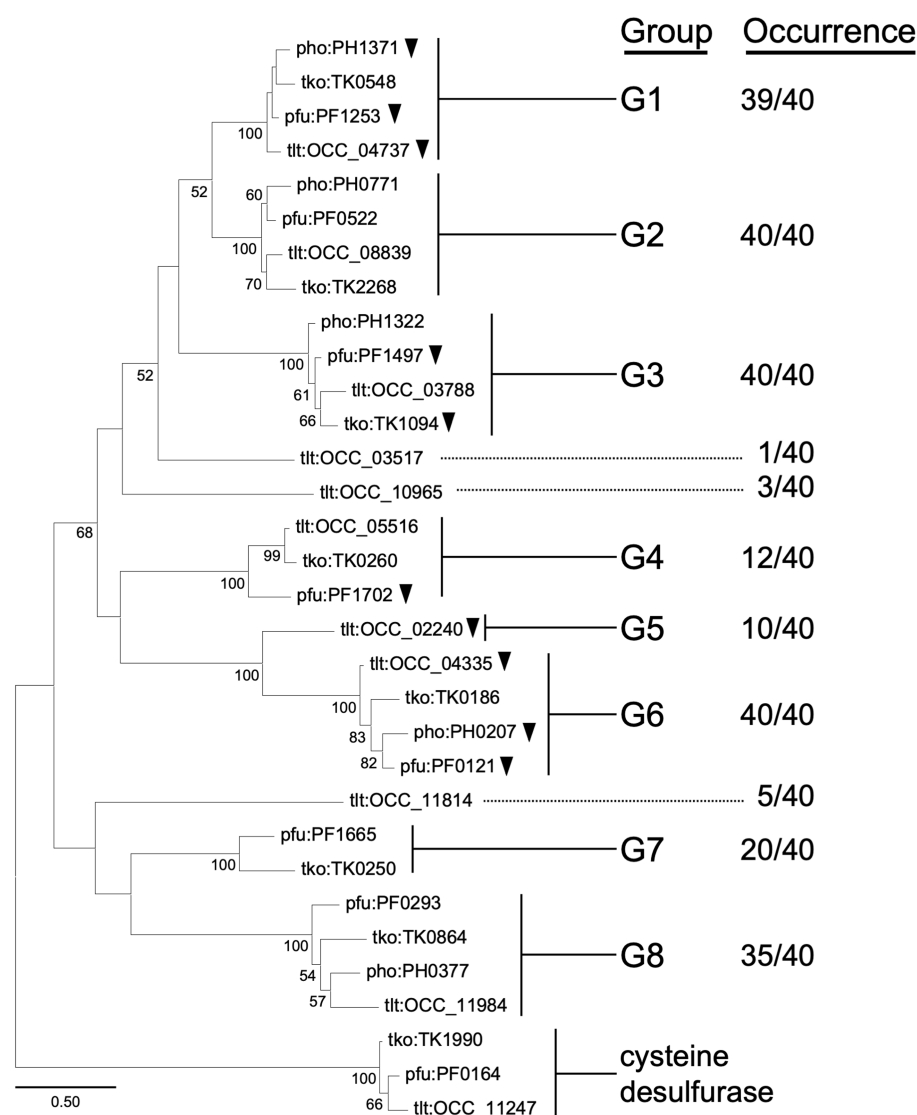 Group Occurrence
pho:PH1371
tko:TK0548
pfu:PF1253
G1 39/40
100
tlt:OCC_04737
pho:PH0771
52
60
pfu:PF0522
G2 40/40
100
tlt:OCC_08839
70
tko:TK2268
pho:PH1322
pfu:PF1497
100
G3 40/40
52
tlt:OCC_03788
61
66
tko:TK1094
tlt:OCC_03517 1/40
tlt:OCC_10965 3/40
tlt:OCC_05516
68
99
tko:TK0260
G4 12/40
100
pfu:PF1702
tlt:OCC_02240 G5 10/40
tlt:OCC_04335
100
tko:TK0186
100
G6 40/40
pho:PH0207
83
82
pfu:PF0121
tlt:OCC_11814 5/40
pfu:PF1665
G7 20/40
100
tko:TK0250
pfu:PF0293
tko:TK0864
100
G8 35/40
pho:PH0377
54
57
tlt:OCC_11984
tko:TK1990
cysteine
pfu:PF0164
100
desulfurase
66
tlt:OCC_11247
0.50